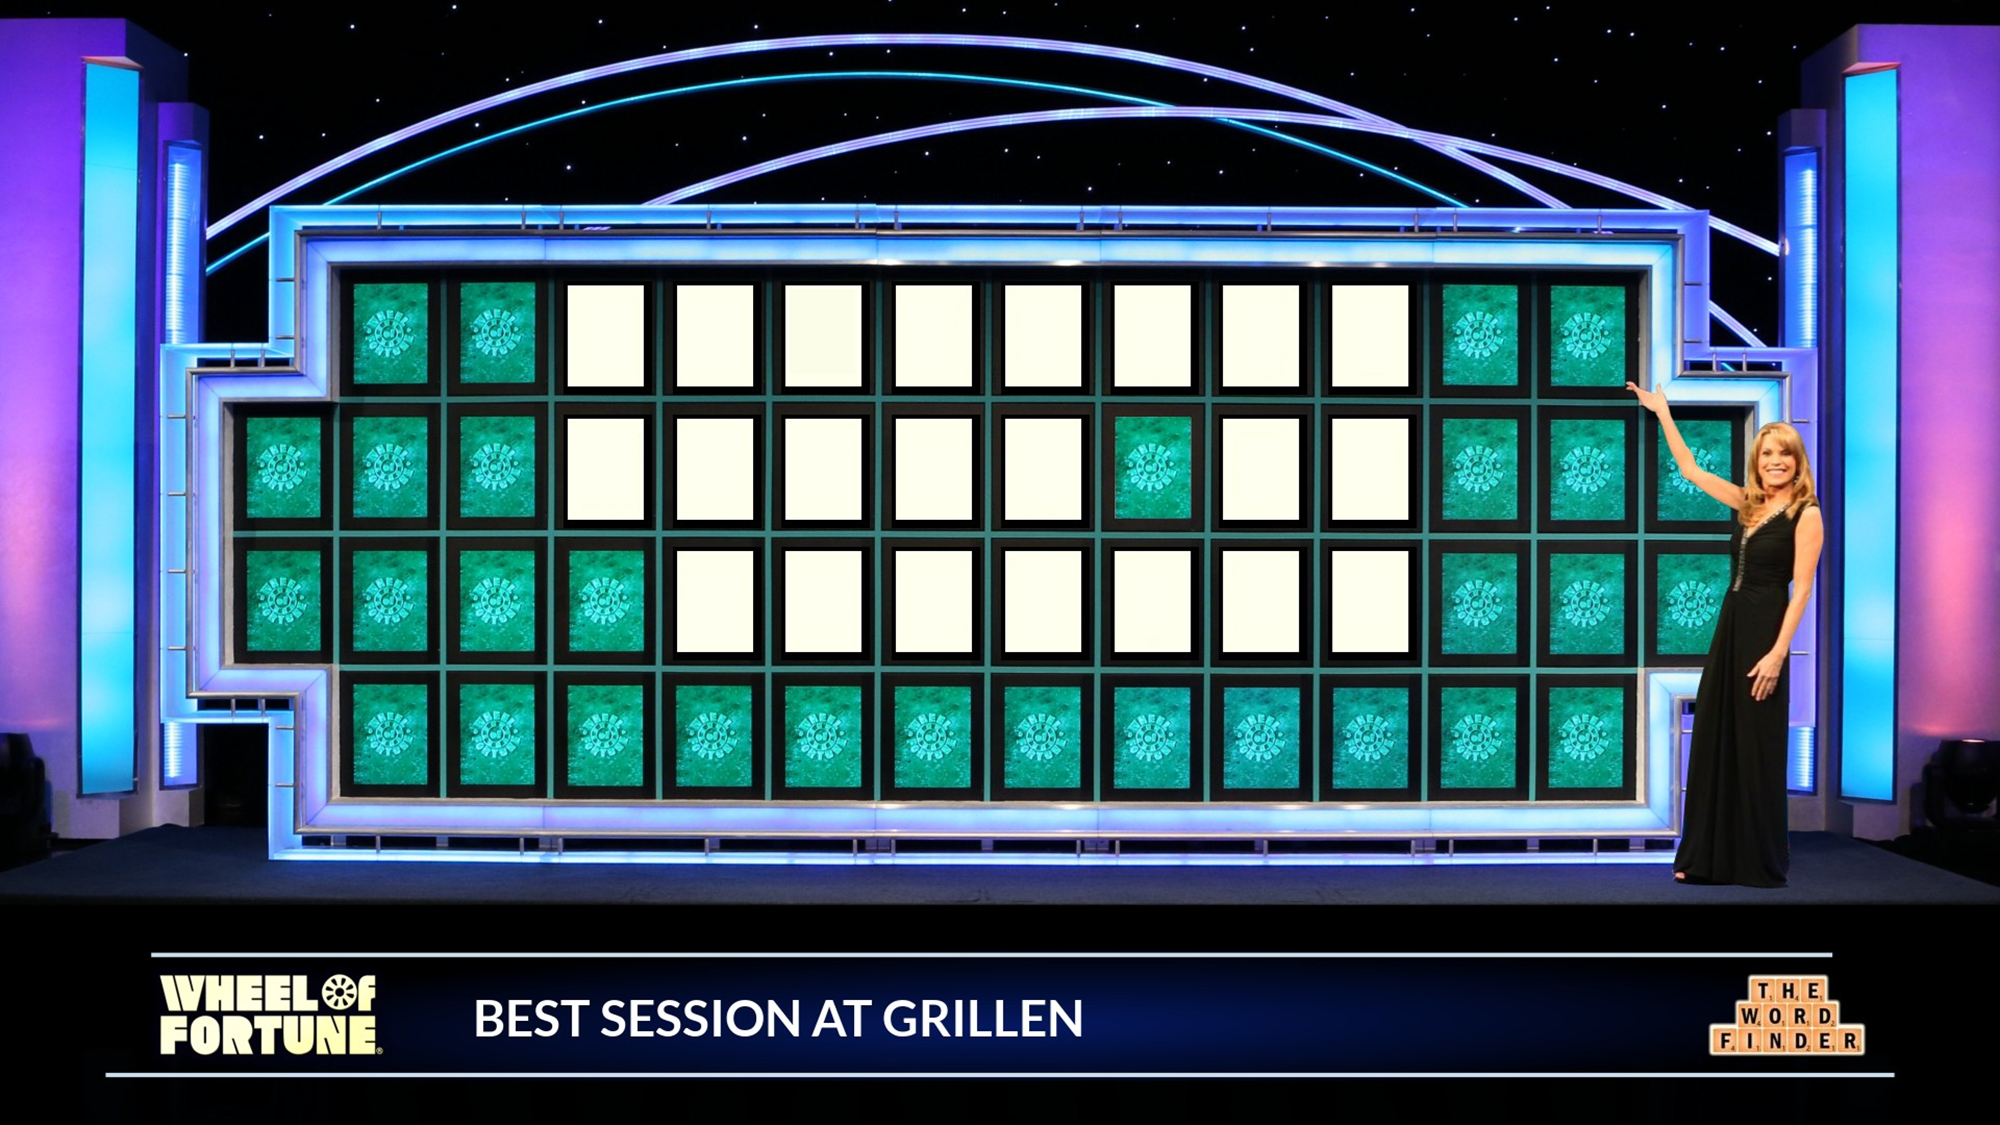 WHEEL OF
FORTUNE®
BEST SESSION AT GRILLEN
THE
WORD
FINDER